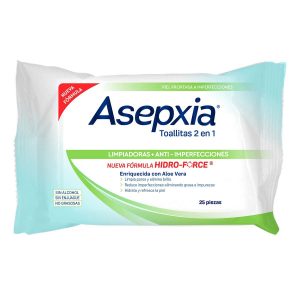 PIEL PROPENSA A IMPERFECCIONES
NUEVA
FÓRMULA
Asepxia®
Toallitas 2 en 1
LIMPIADORAS + ANTI - IMPERFECCIONES
NUEVA FÓRMULA HIDRO-FORCE®
Enriquecida con Aloe Vera
• Limpia poros y elimina brillo
• Reduce imperfecciones eliminando grasa e impurezas
• Hidrata y refresca la piel
SIN ALCOHOL
SIN ENJUAGUE
NO GRASOSAS
25 piezas